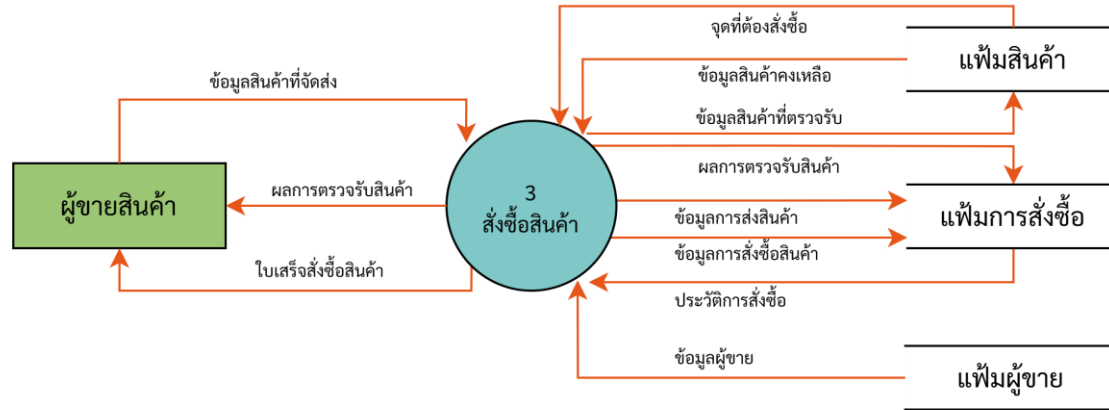 จุดที่ต้องสั่งซื้อ
แฟ้มสินค้า
ข้อมูลสินค้าที่จัดส่ง
ข้อมูลสินค้าคงเหลือ
ข้อมูลสินค้าที่ตรวจรับ
ผลการตรวจรับสินค้า
ผู้ขายสินค้า
ผลการตรวจรับสินค้า
3
สั่งซื้อสินค้า
ข้อมูลการส่งสินค้า
แฟ้มการสั่งซื้อ
ข้อมูลการสั่งซื้อสินค้า
ใบเสร็จสั่งซื้อสินค้า
ประวัติการสั่งซื้อ
ข้อมูลผู้ขาย
แฟ้มผู้ขาย